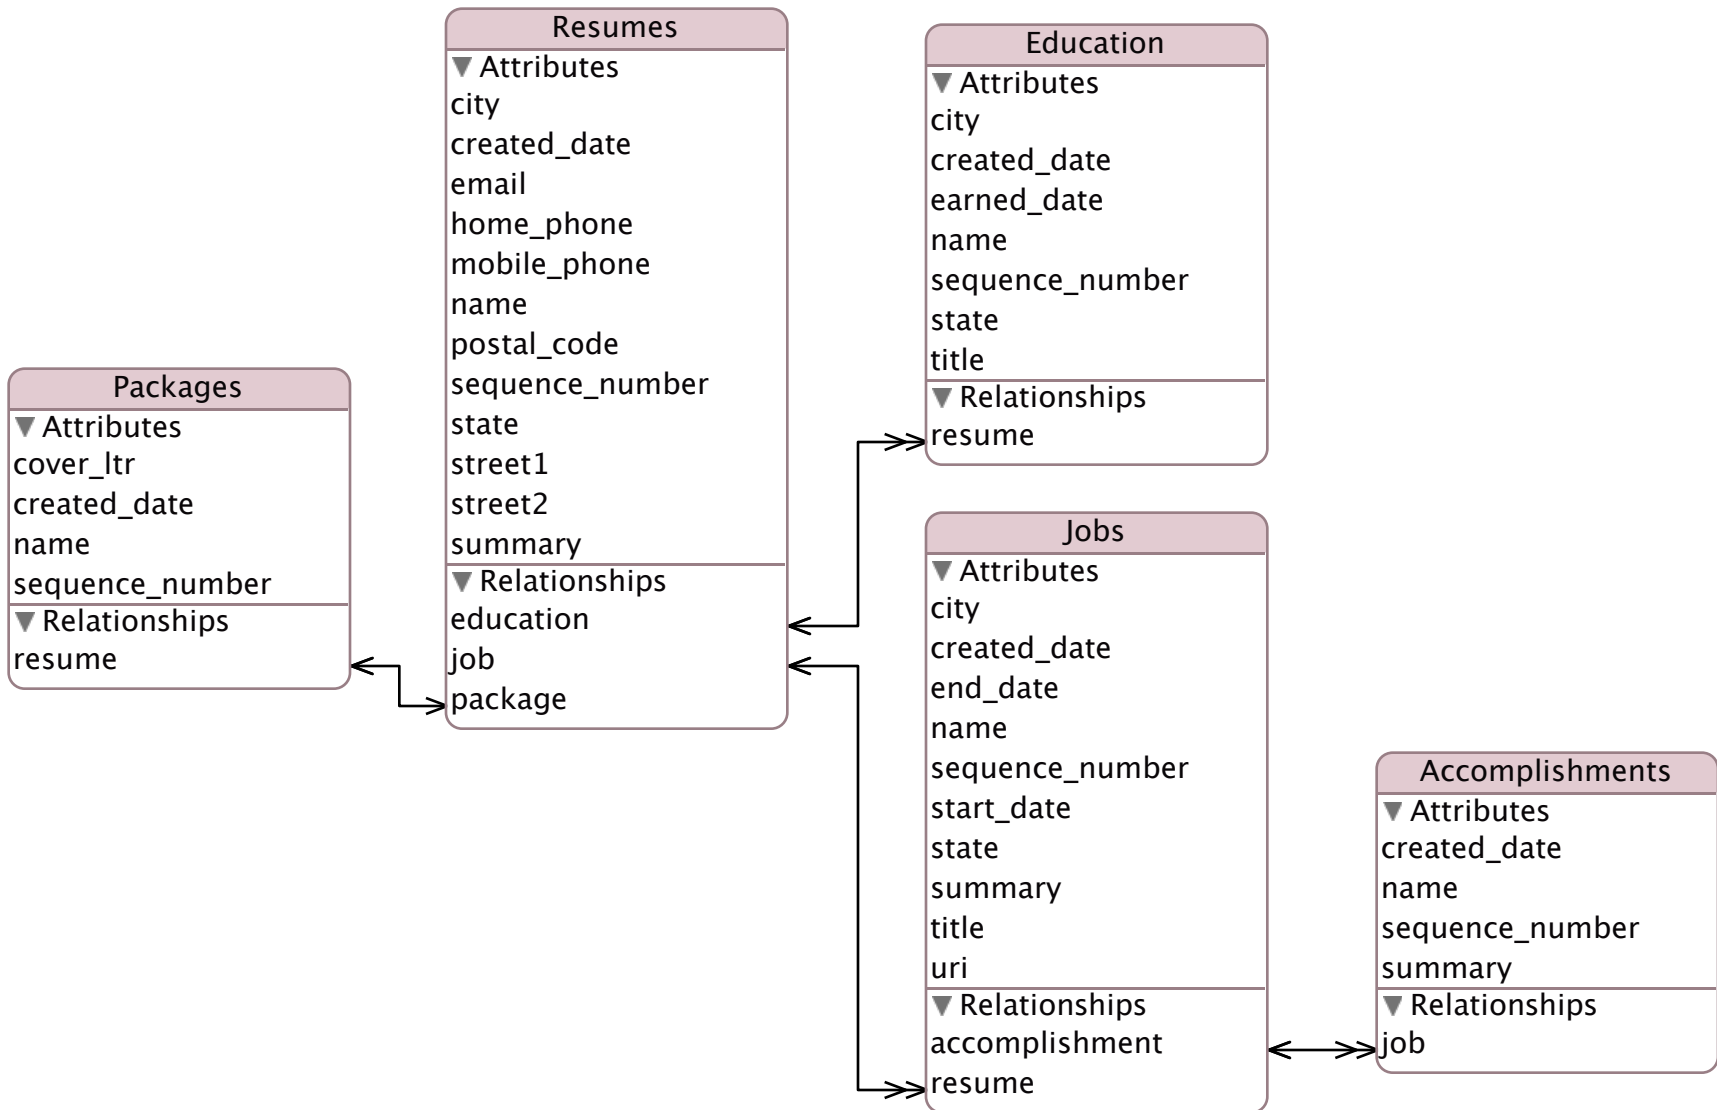 Packages
Attributes
cover_ltr
created_date
name
sequence_number
Relationships
resume
Resumes
Attributes
city
created_date
email
home_phone
mobile_phone
name
postal_code
sequence_number
state
street1
street2
summary
Relationships
education
job
package
Education
Attributes
city
created_date
earned_date
name
sequence_number
state
title
Relationships
resume
Jobs
Attributes
city
created_date
end_date
name
sequence_number
start_date
state
summary
title
uri
Relationships
accomplishment
resume
Accomplishments
Attributes
created_date
name
sequence_number
summary
Relationships
job